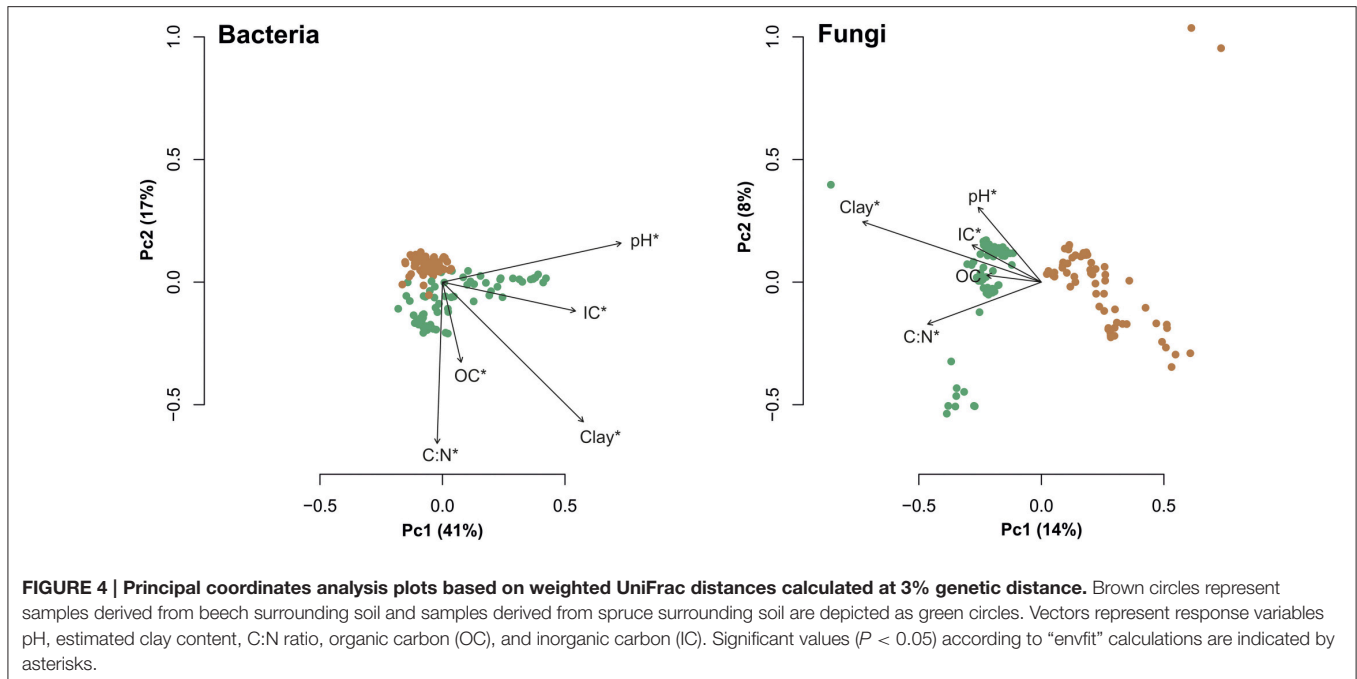 Bacteria
1.0
0.5
0.0
−0.5
Pc2 (17%)
pH*
IC*
OC*
Clay*
C:N*
−0.5 0.0 0.5
Pc1 (41%)
Fungi
1.0
0.5
0.0
−0.5
Pc2 (8%)
pH*
Clay*
IC*
OC
C:N*
−0.5 0.0 0.5
Pc1 (14%)
FIGURE 4 | Principal coordinates analysis plots based on weighted UniFrac distances calculated at 3% genetic distance. Brown circles represent
samples derived from beech surrounding soil and samples derived from spruce surrounding soil are depicted as green circles. Vectors represent response variables
pH, estimated clay content, C:N ratio, organic carbon (OC), and inorganic carbon (IC). Significant values (P < 0.05) according to “envfit” calculations are indicated by
asterisks.